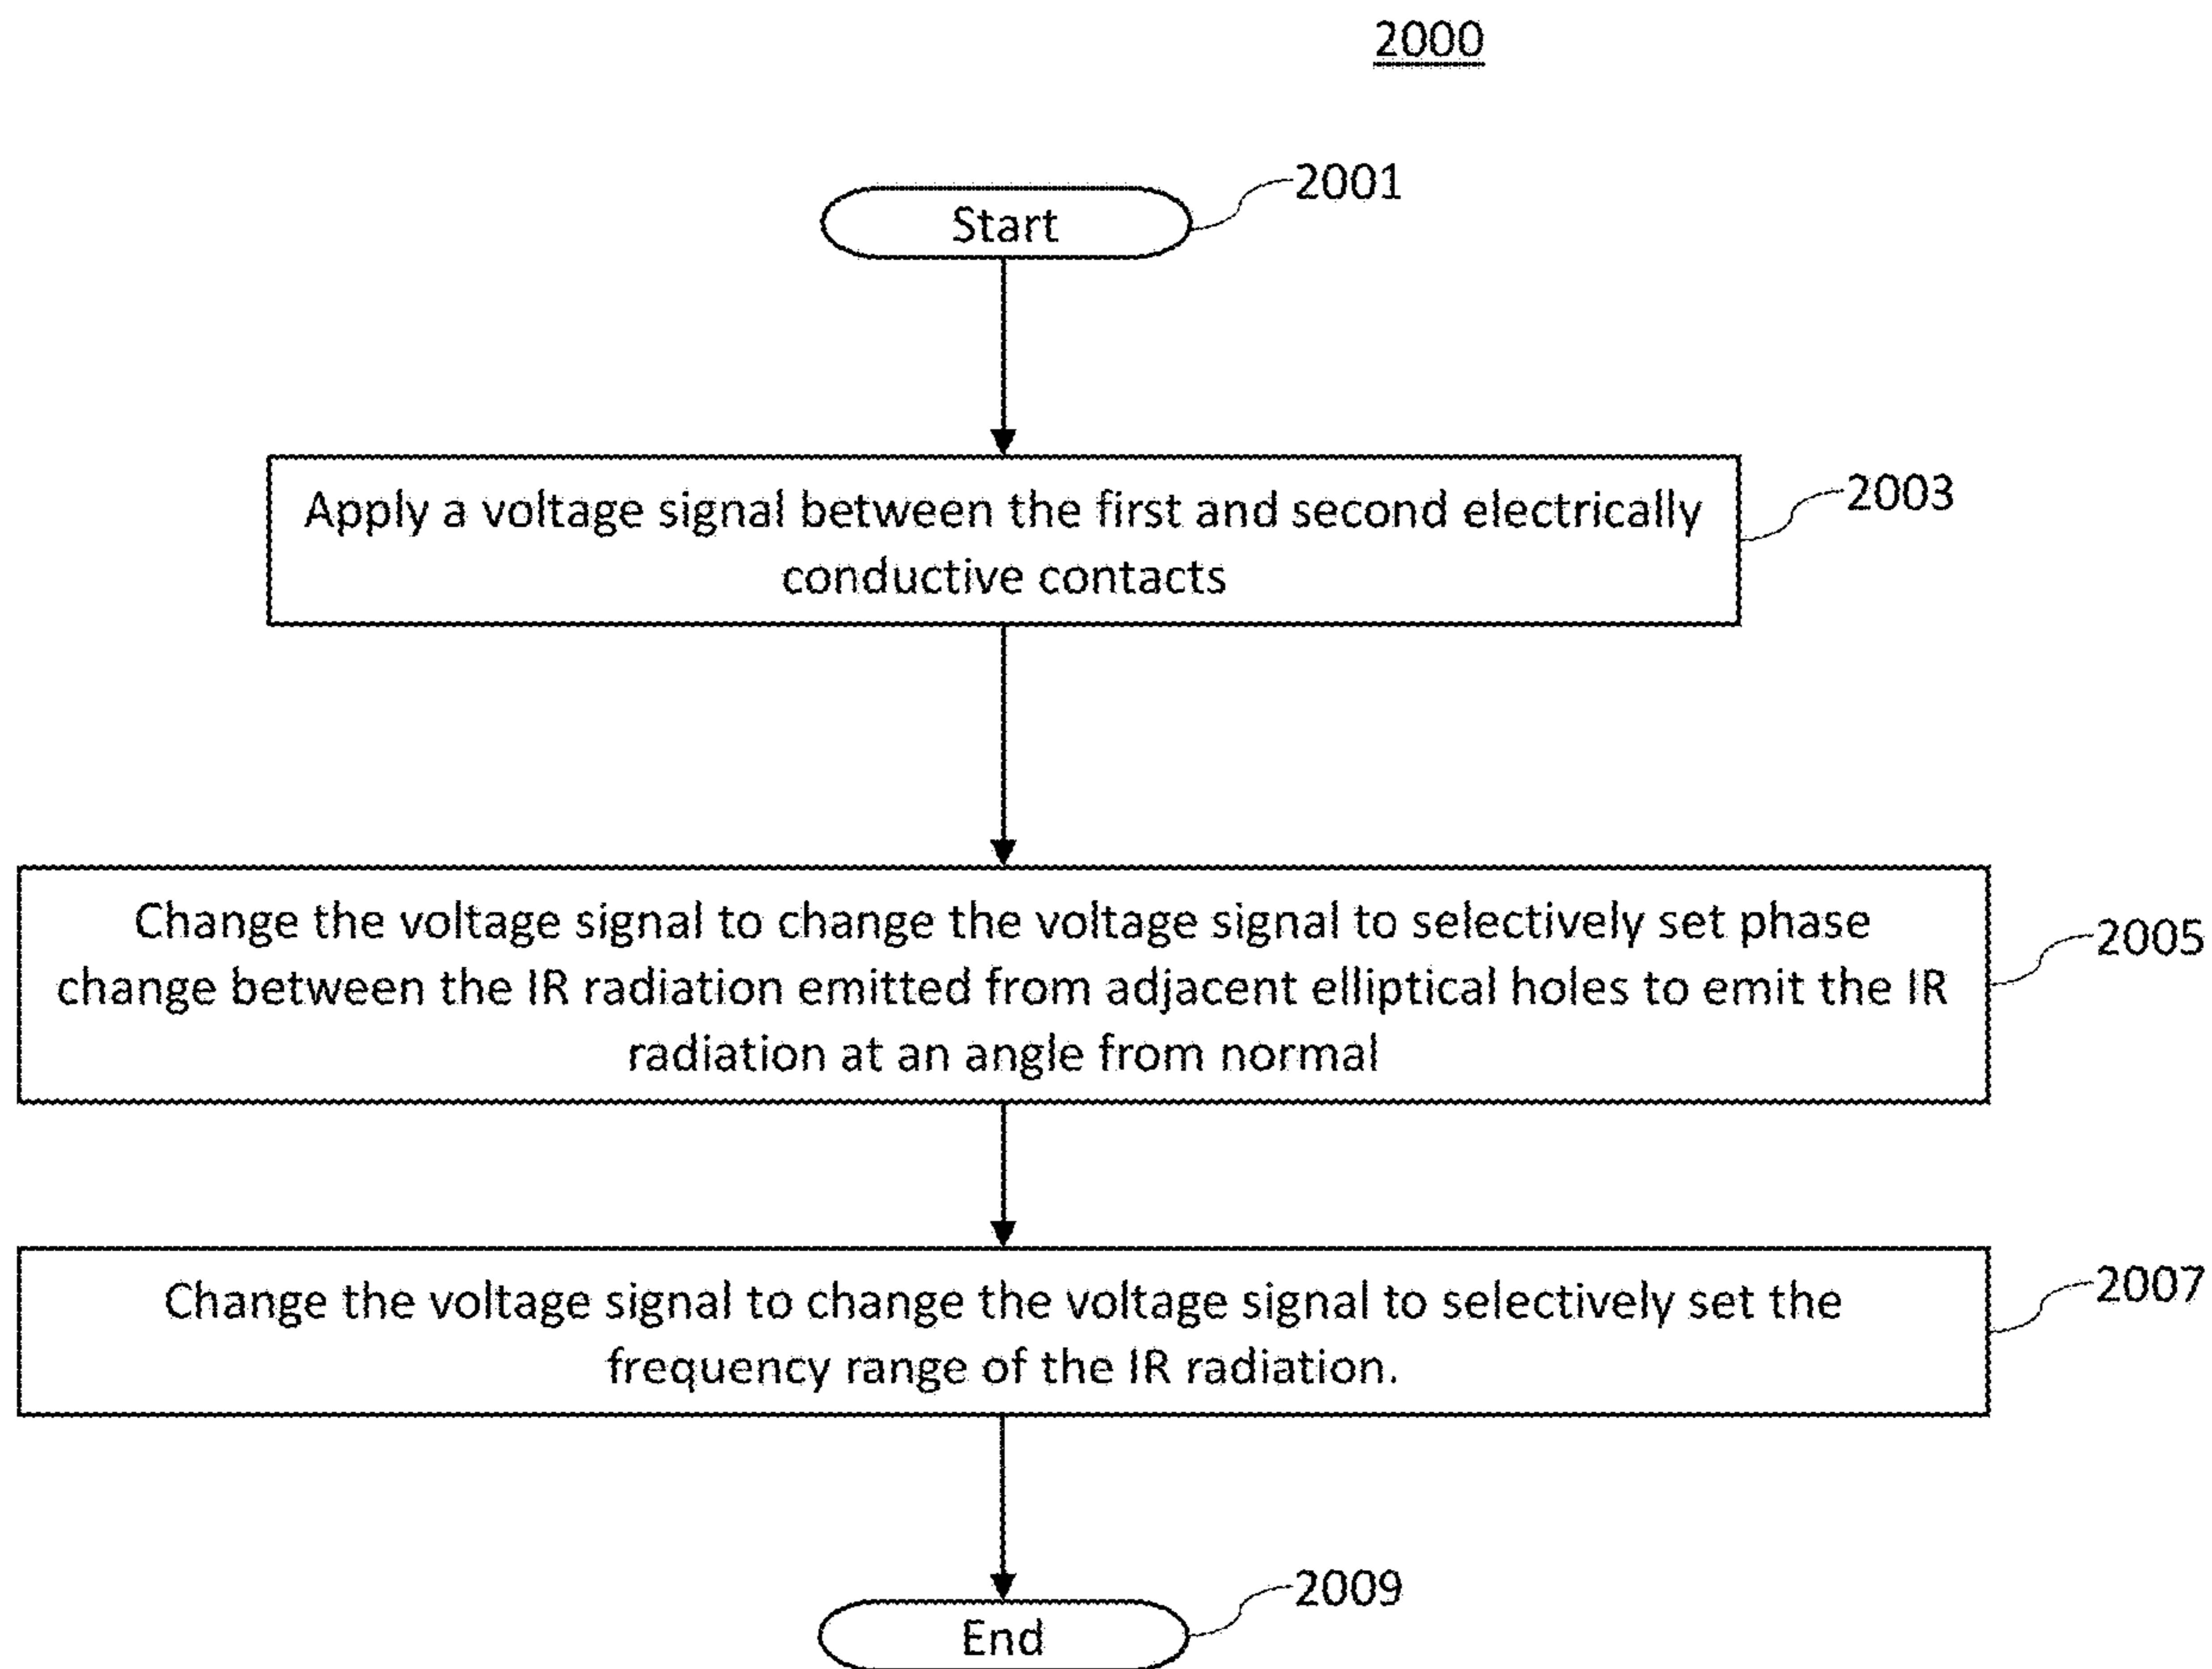 2000
Start
2001
Apply a voltage signal between the first and second electrically
conductive contacts
2003
Change the voltage signal to change the voltage signal to selectively set phase
change between the IR radiation emitted from adjacent elliptical holes to emit the IR
radiation at an angle from normal
2005
Change the voltage signal to change the voltage signal to selectively set the
frequency range of the IR radiation.
2007
End
2009